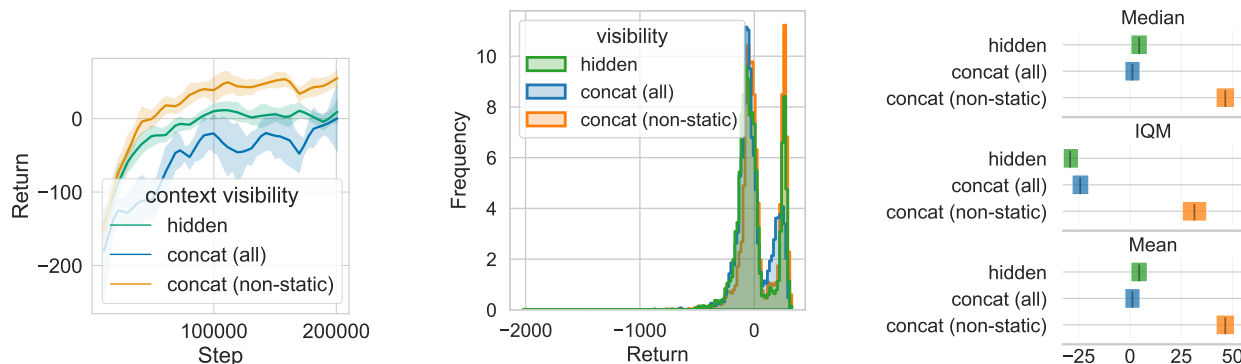 Return
0
−100
−200
context visibility
hidden
concat (all)
concat (non-static)
100000
200000
Step
Frequency
10
8
6
4
2
0
visibility
hidden
concat (all)
concat (non-static)
−2000
−1000
0
Return
Median
hidden
concat (all)
concat (non-static)
IQM
hidden
concat (all)
concat (non-static)
Mean
hidden
concat (all)
concat (non-static)
−25
0
25
50